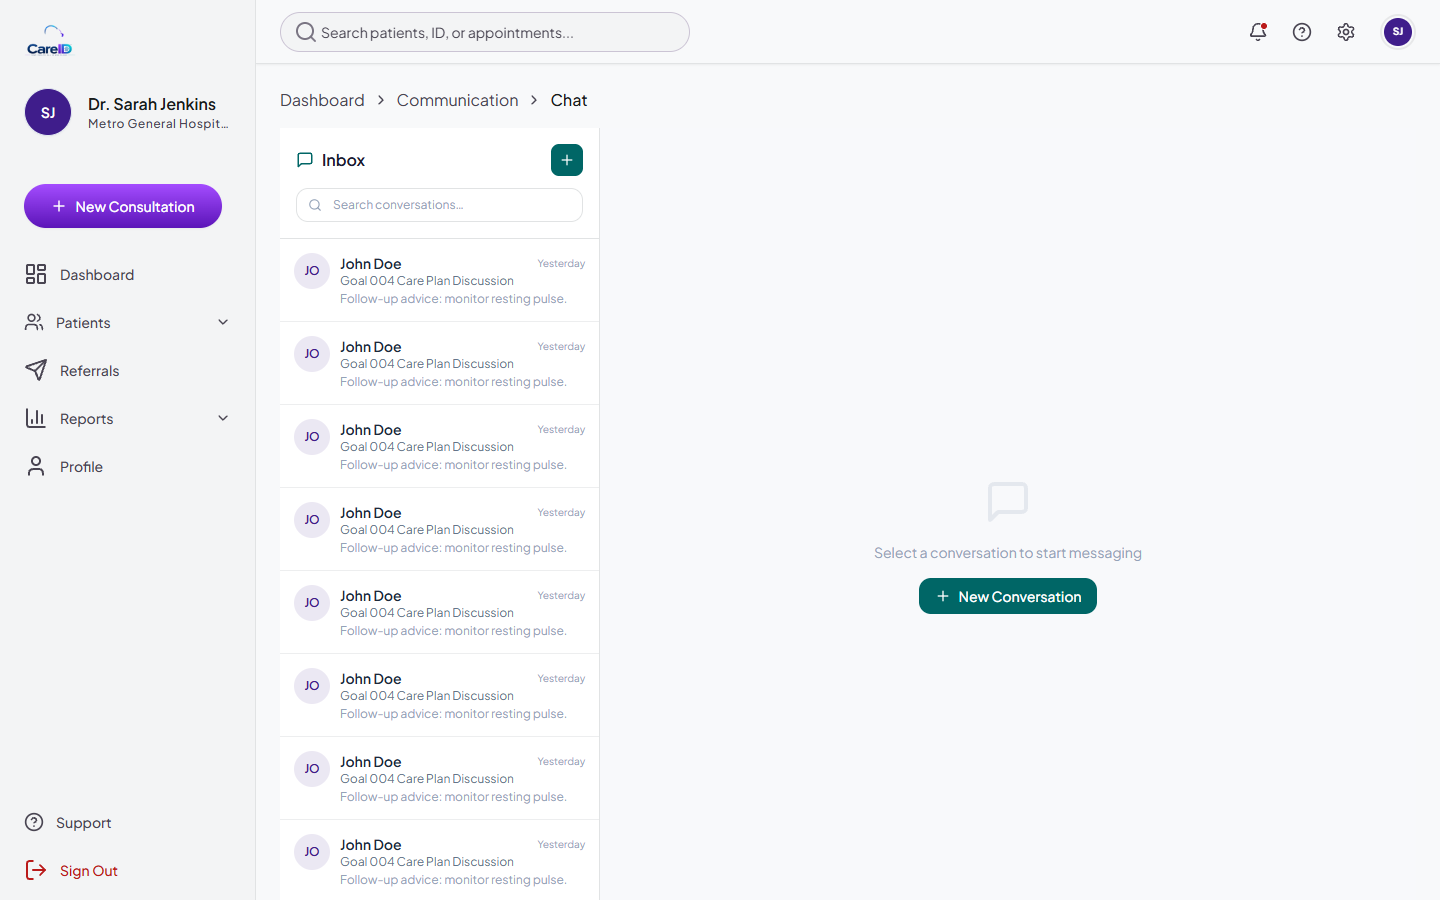 CareID
SJ
Dr. Sarah Jenkins
Metro General Hospit...
New Consultation
Dashboard
Patients
Referrals
Reports
Profile
Support
Sign Out
Search patients, ID, or appointments...
SJ
Dashboard > Communication > Chat
Inbox
Search conversations...
JO
John Doe
Yesterday
Goal 004 Care Plan Discussion
Follow-up advice: monitor resting pulse.
JO
John Doe
Yesterday
Goal 004 Care Plan Discussion
Follow-up advice: monitor resting pulse.
JO
John Doe
Yesterday
Goal 004 Care Plan Discussion
Follow-up advice: monitor resting pulse.
JO
John Doe
Yesterday
Goal 004 Care Plan Discussion
Follow-up advice: monitor resting pulse.
JO
John Doe
Yesterday
Goal 004 Care Plan Discussion
Follow-up advice: monitor resting pulse.
JO
John Doe
Yesterday
Goal 004 Care Plan Discussion
Follow-up advice: monitor resting pulse.
JO
John Doe
Yesterday
Goal 004 Care Plan Discussion
Follow-up advice: monitor resting pulse.
JO
John Doe
Yesterday
Goal 004 Care Plan Discussion
Follow-up advice: monitor resting pulse.
Select a conversation to start messaging
New Conversation